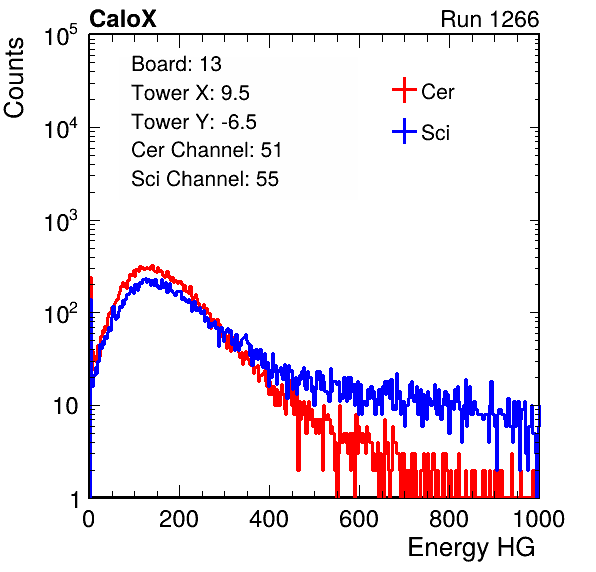 CaloX Run 1266
Counts
10^5
10^4
10^3
10^2
10
1
Board: 13
Tower X: 9.5
Tower Y: -6.5
Cer Channel: 51
Sci Channel: 55
Cer
Sci
0 200 400 600 800 1000
Energy HG